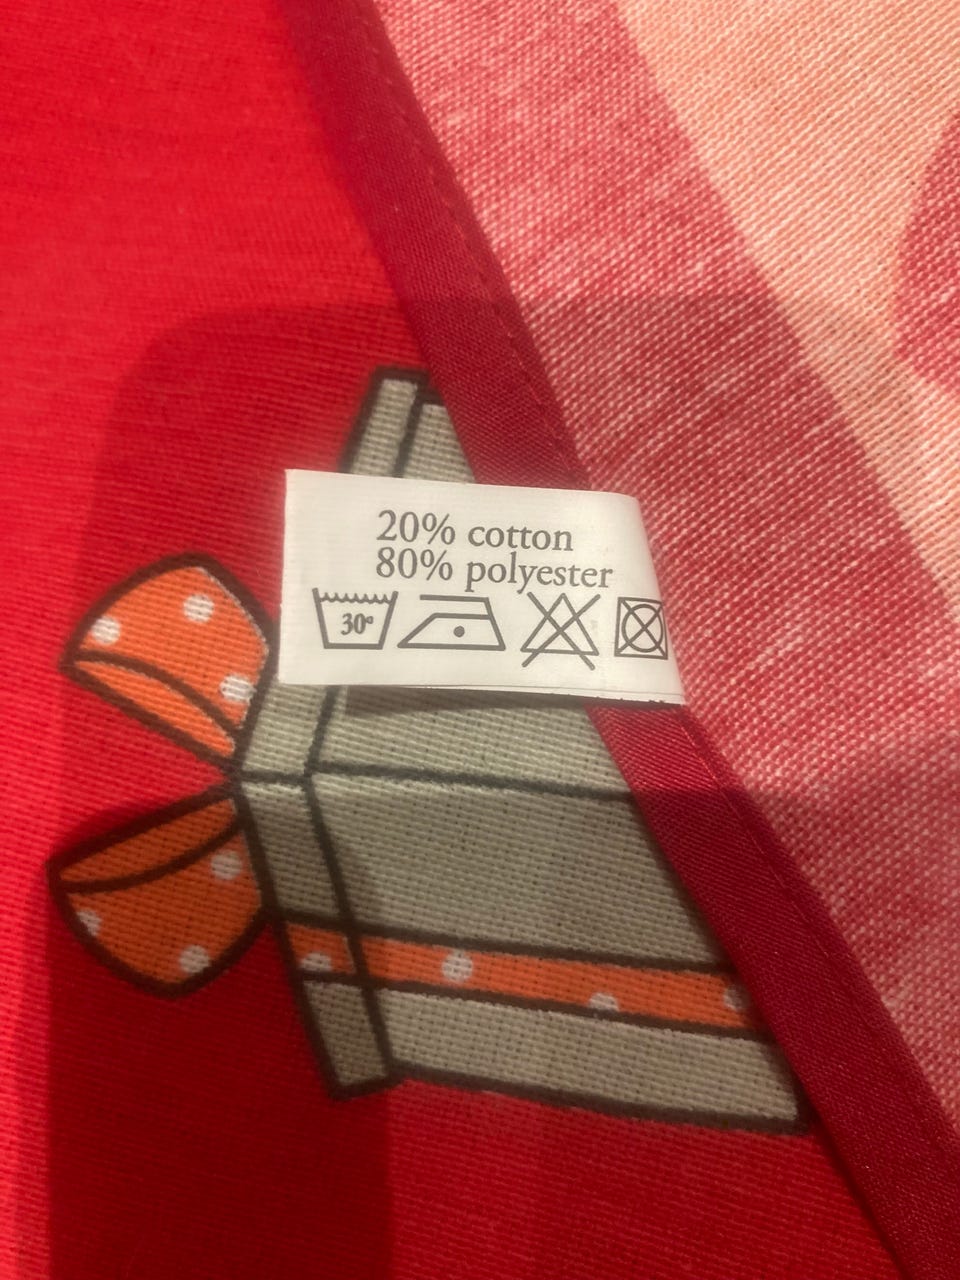 20% cotton
80% polyester
30°